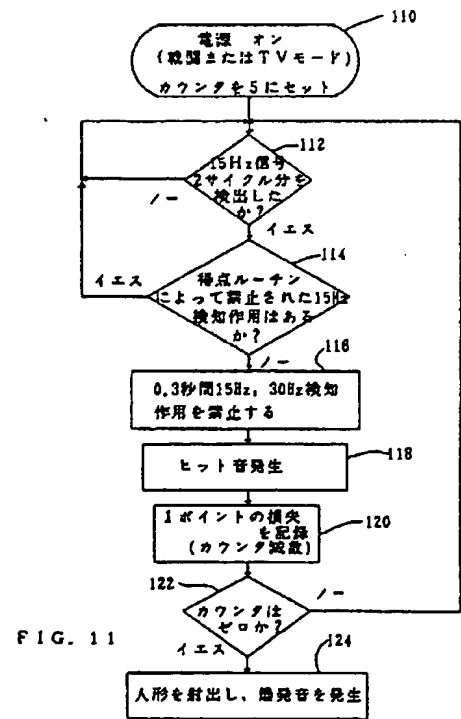 110
電源 オン
(戦闘またはTVモード)
カウンタを5にセット
112
15Hz信号
2サイクル分を
検出した
か?
ノー
イエス
114
得点ルーチン
によって禁止された15Hz
検知作用はある
か?
イエス
ノー
116
0.3秒間15Hz, 30Hz検知
作用を禁止する
118
ヒット音発生
120
1ポイントの損失
を記録
(カウンタ減数)
122
カウンタは
ゼロか?
ノー
イエス
124
人形を射出し、爆発音を発生
FIG. 11